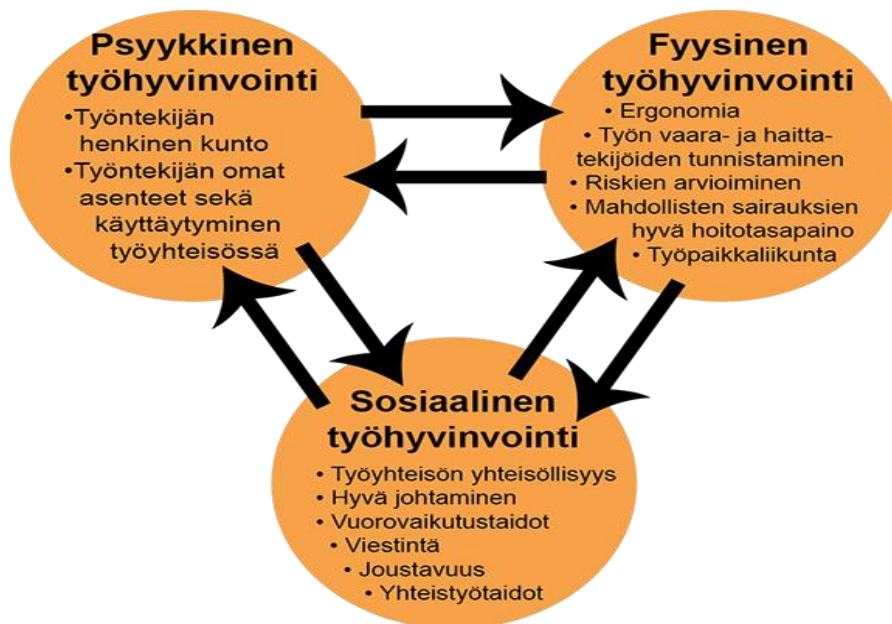 Psyykkinen
työhyvinvointi
•Työntekijän
henkinen kunto
•Työntekijän omat
asenteet sekä
käyttäytyminen
työyhteisössä
Fyysinen
työhyvinvointi
• Ergonomia
• Työn vaara- ja haitta-
tekijöiden tunnistaminen
• Riskien arvioiminen
• Mahdollisten sairauksien
hyvä hoitotasapaino
• Työpaikkaliikunta
Sosiaalinen
työhyvinvointi
• Työyhteisön yhteisöllisyys
• Hyvä johtaminen
• Vuorovaikutustaidot
• Viestintä
• Joustavuus
• Yhteistyötaidot